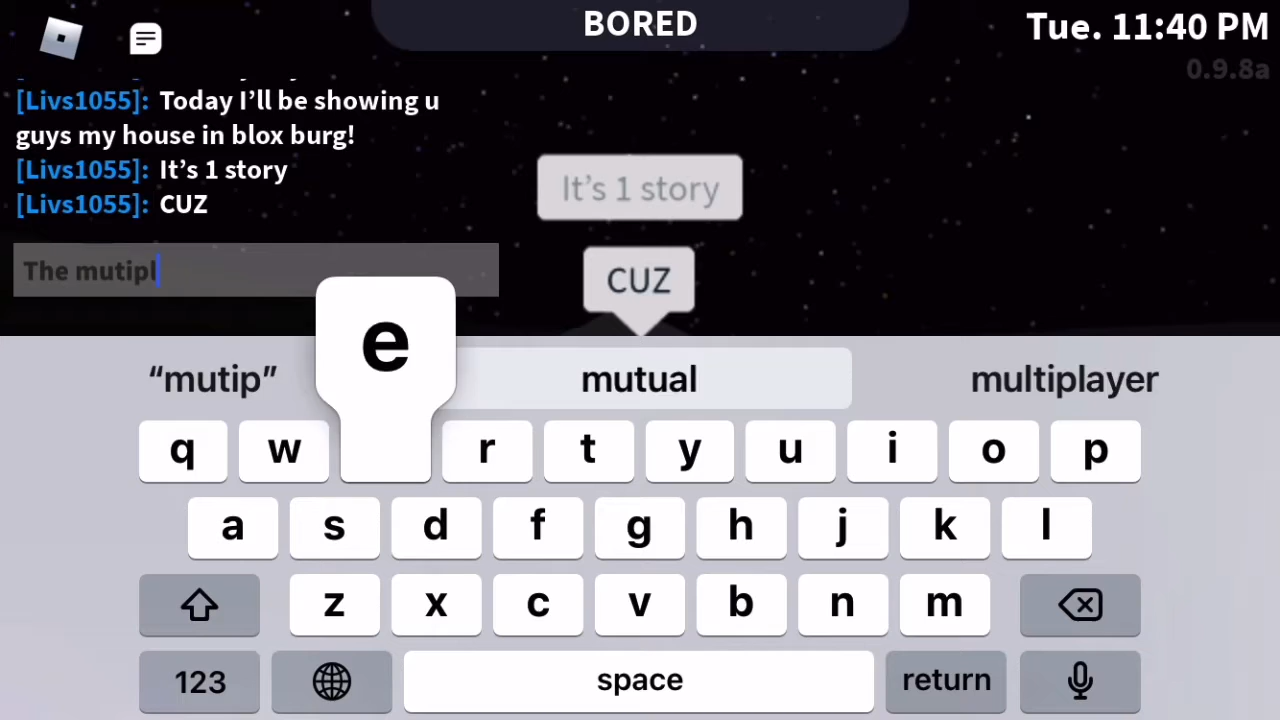 BORED
Tue. 11:40 PM
0.9.8a
[Livs1055]: Today I’ll be showing u
guys my house in blox burg!
[Livs1055]: It’s 1 story
[Livs1055]: CUZ
It’s 1 story
CUZ
The mutipl
e
“mutip” mutual multiplayer
q w r t y u i o p
a s d f g h j k l
z x c v b n m
123 space return